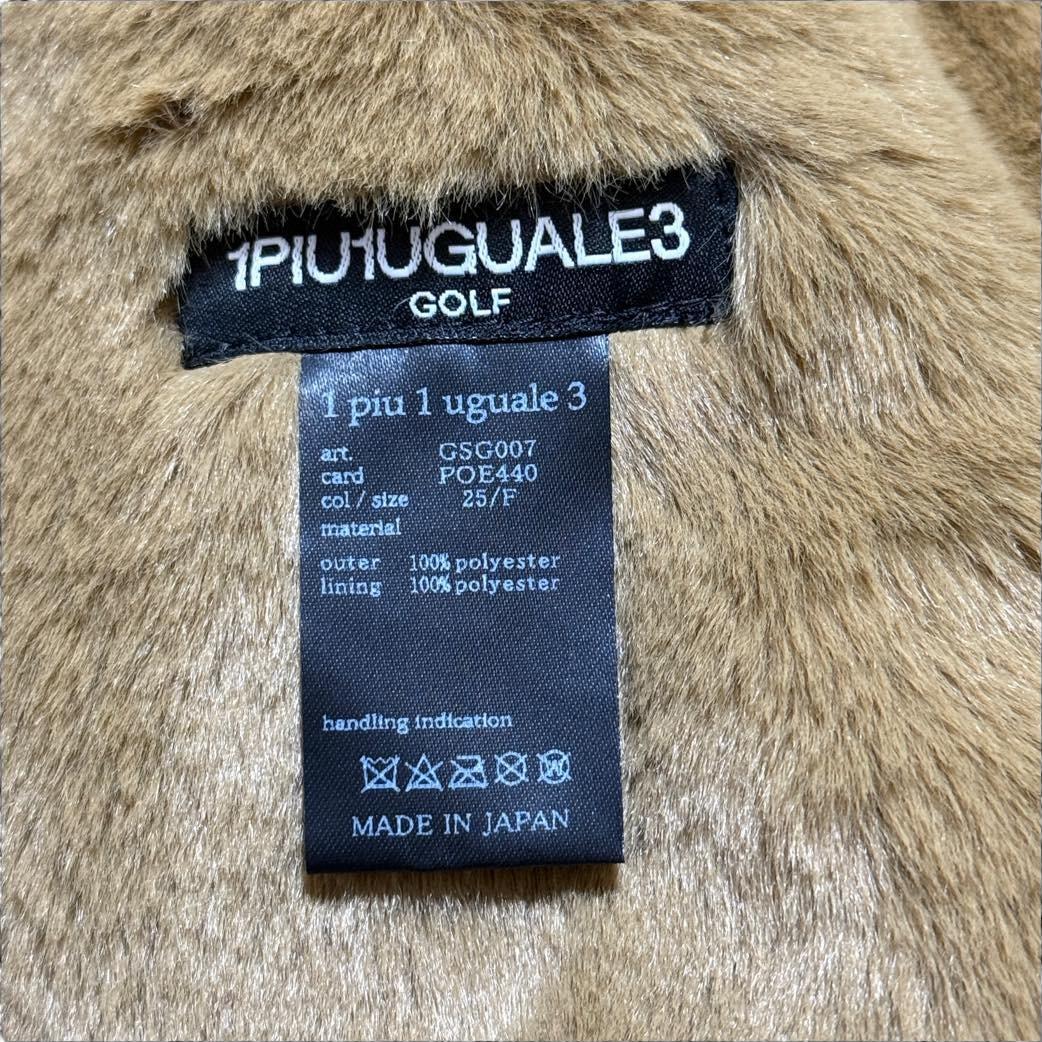 1PIU1UGUALE3
GOLF
1 piu 1 uguale 3
art. GSG007
card POE440
col / size 25/F
material
outer 100% polyester
lining 100% polyester
handling indication
W
MADE IN JAPAN